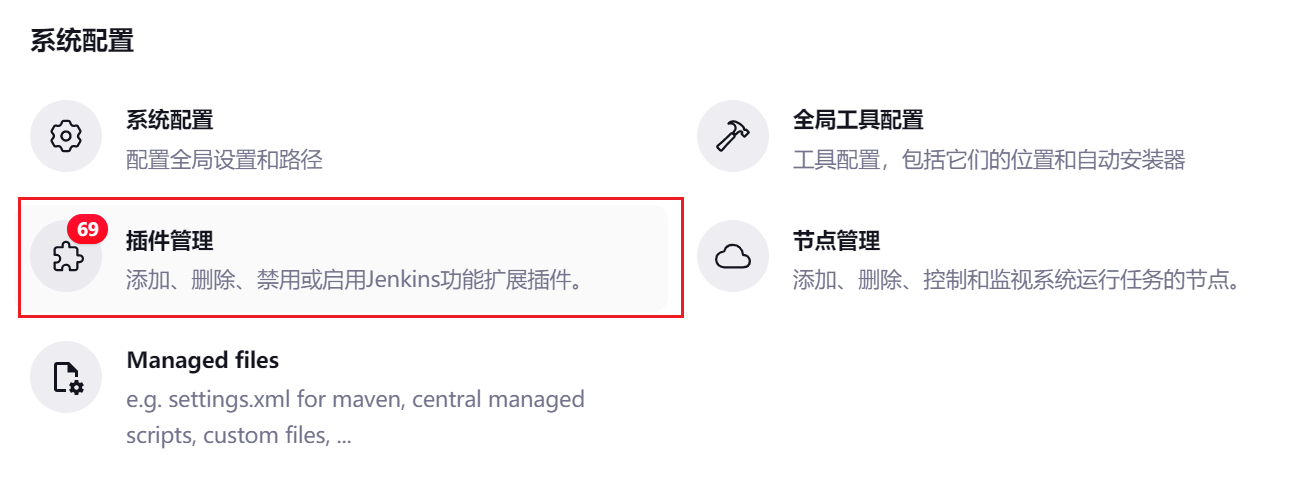 系统配置
系统配置
配置全局设置和路径
全局工具配置
工具配置，包括它们的位置和自动安装器
69
插件管理
添加、删除、禁用或启用Jenkins功能扩展插件。
节点管理
添加、删除、控制和监视系统运行任务的节点。
Managed files
e.g. settings.xml for maven, central managed
scripts, custom files, ...